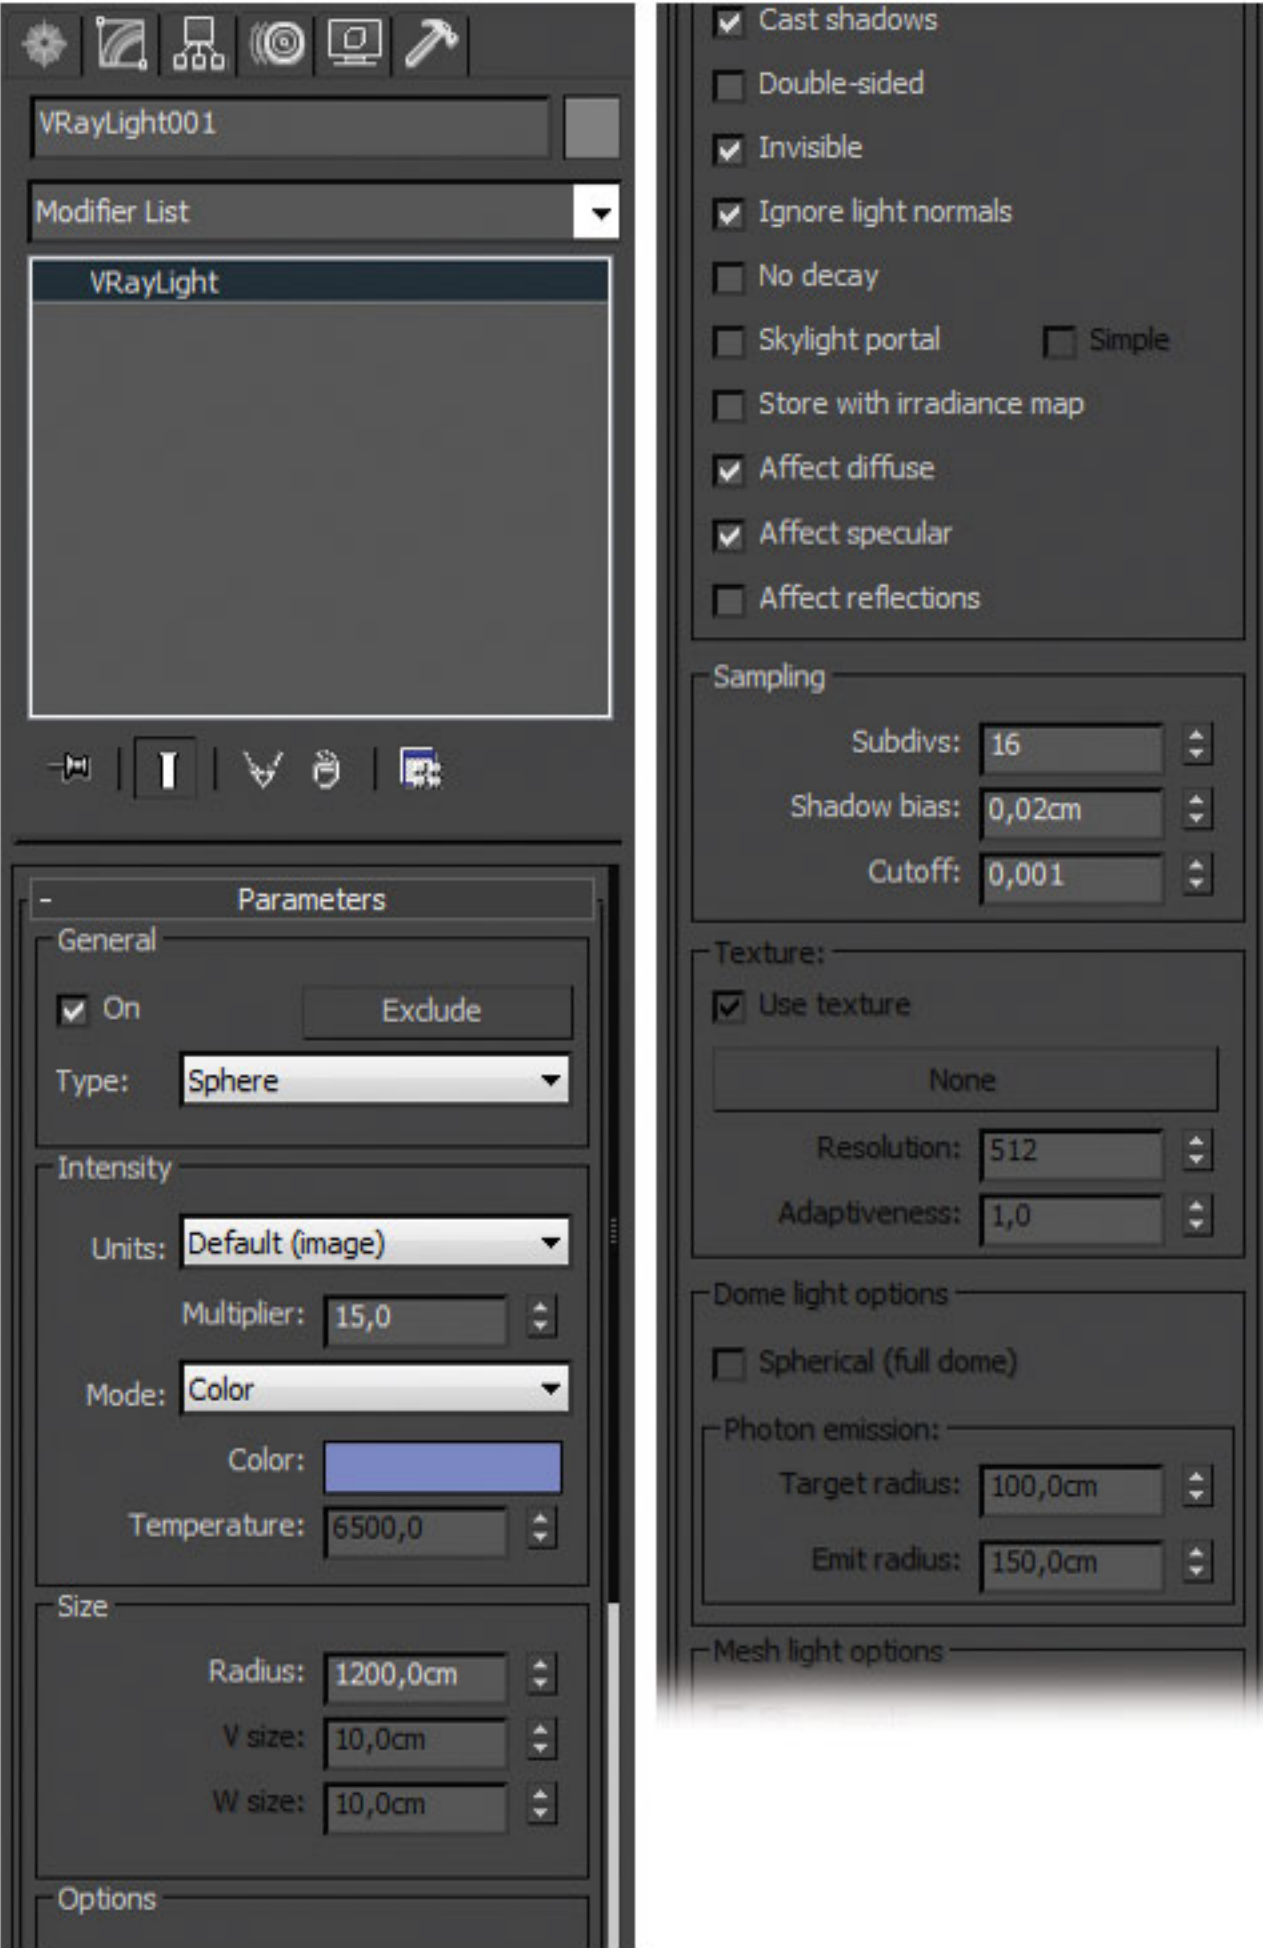 VRayLight001
Modifier List
VRayLight
- Parameters
General
On Exclude
Type: Sphere
Intensity
Units: Default (image)
Multiplier: 15,0
Mode: Color
Color:
Temperature: 6500,0
Size
Radius: 1200,0cm
V size: 10,0cm
W size: 10,0cm
Options
Cast shadows
Double-sided
Invisible
Ignore light normals
No decay
Skylight portal Simple
Store with irradiance map
Affect diffuse
Affect specular
Affect reflections
Sampling
Subdivs: 16
Shadow bias: 0,02cm
Cutoff: 0,001
Texture:
Use texture
None
Resolution: 512
Adaptiveness: 1,0
Dome light options
Spherical (full dome)
Photon emission:
Target radius: 100,0cm
Emit radius: 150,0cm
Mesh light options